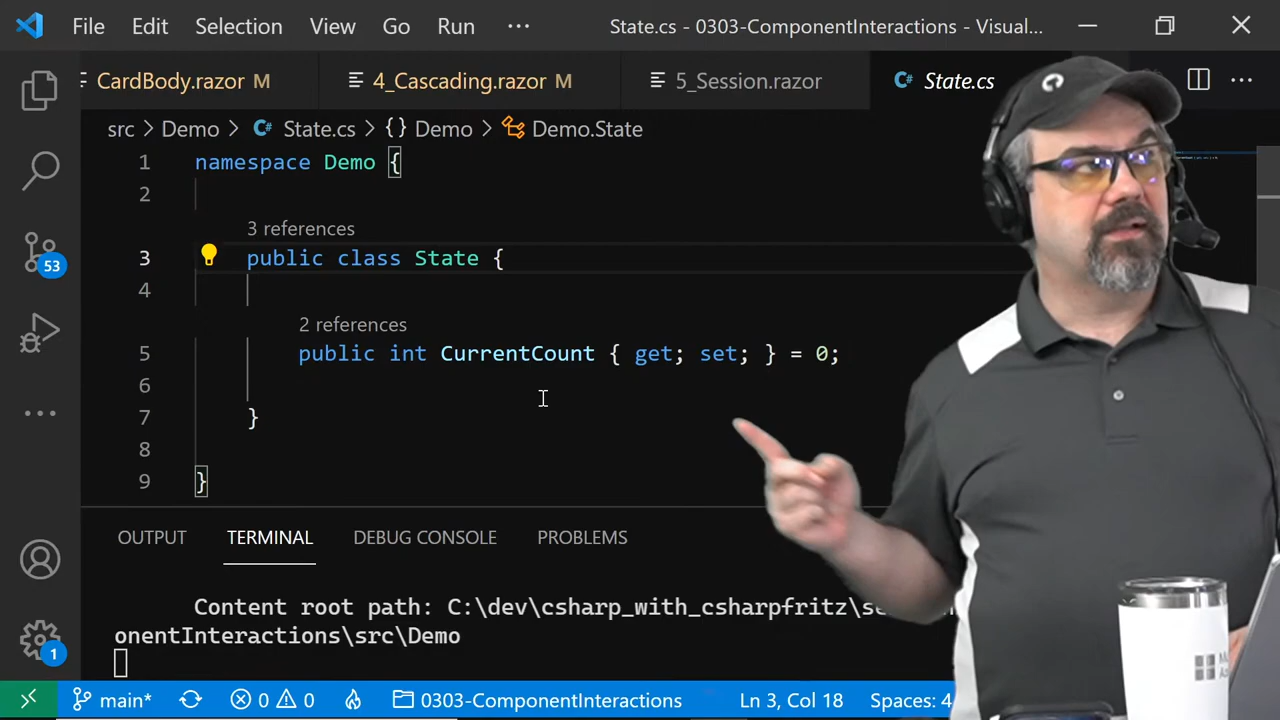 File Edit Selection View Go Run ··· State.cs - 0303-ComponentInteractions - Visual...
CardBody.razor M 4_Cascading.razor M 5_Session.razor State.cs ···
src > Demo > State.cs > {} Demo > Demo.State
1 namespace Demo {
2
3 references
3 public class State {
4
2 references
5 public int CurrentCount { get; set; } = 0;
6
7 }
8
9 }
53
1
OUTPUT TERMINAL DEBUG CONSOLE PROBLEMS
Content root path: C:\dev\csharp_with_csharpfritz\
onentInteractions\src\Demo
main* 0 0 0303-ComponentInteractions Ln 3, Col 18 Spaces: 4